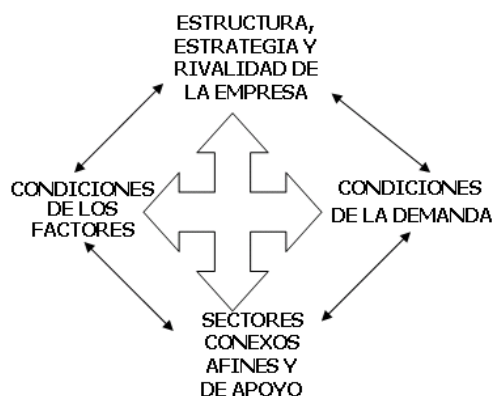 ESTRUCTURA,
ESTRATEGIA Y
RIVALIDAD DE
LA EMPRESA
CONDICIONES
DE LOS
FACTORES
CONDICIONES
DE LA DEMANDA
SECTORES
CONEXOS
AFINES Y
DE APOYO